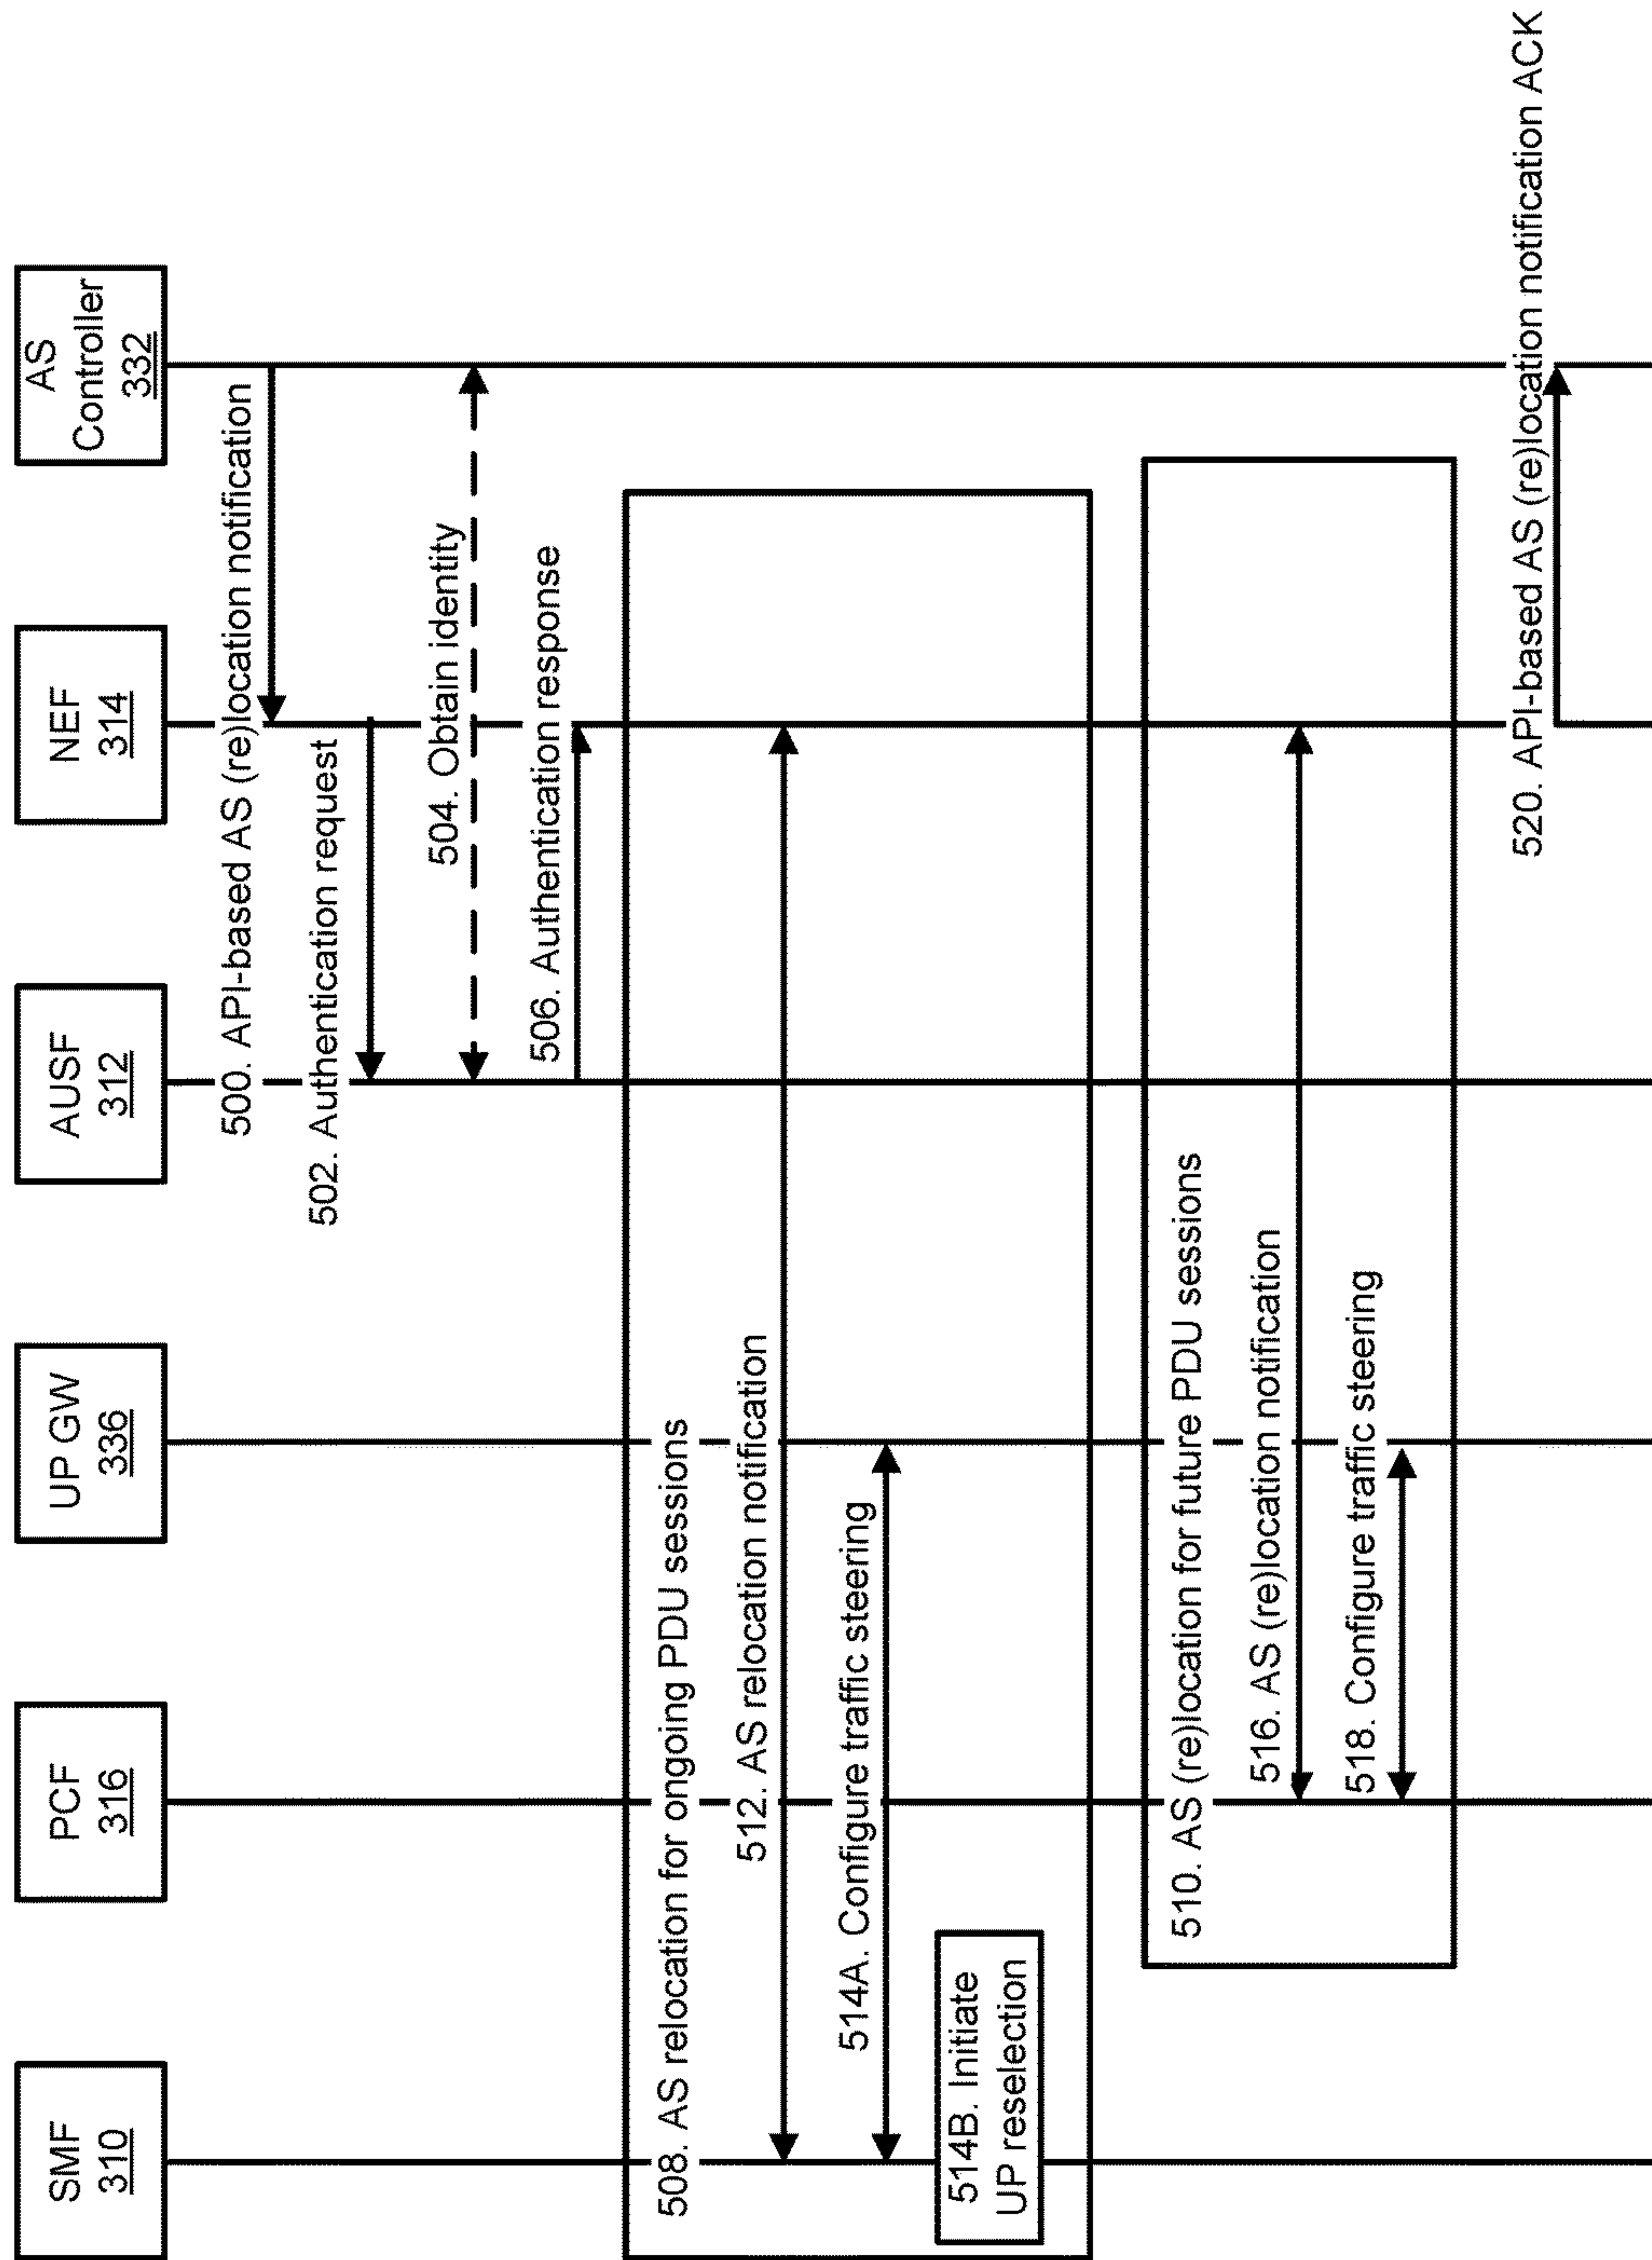 SMF
310
PCF
316
UP GW
336
AUSF
312
NEF
314
AS
Controller
332
500. API-based AS (re)location notification
502. Authentication request
504. Obtain identity
506. Authentication response
508. AS relocation for ongoing PDU sessions
512. AS relocation notification
514A. Configure traffic steering
514B. Initiate
UP reselection
510. AS (re)location for future PDU sessions
516. AS (re)location notification
518. Configure traffic steering
520. API-based AS (re)location notification ACK